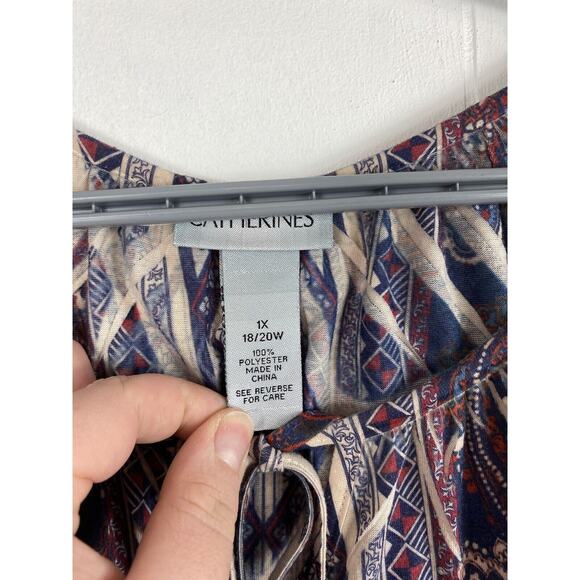 CATHERINES
1X
18/20W
100%
POLYESTER
MADE IN
CHINA
SEE REVERSE
FOR CARE